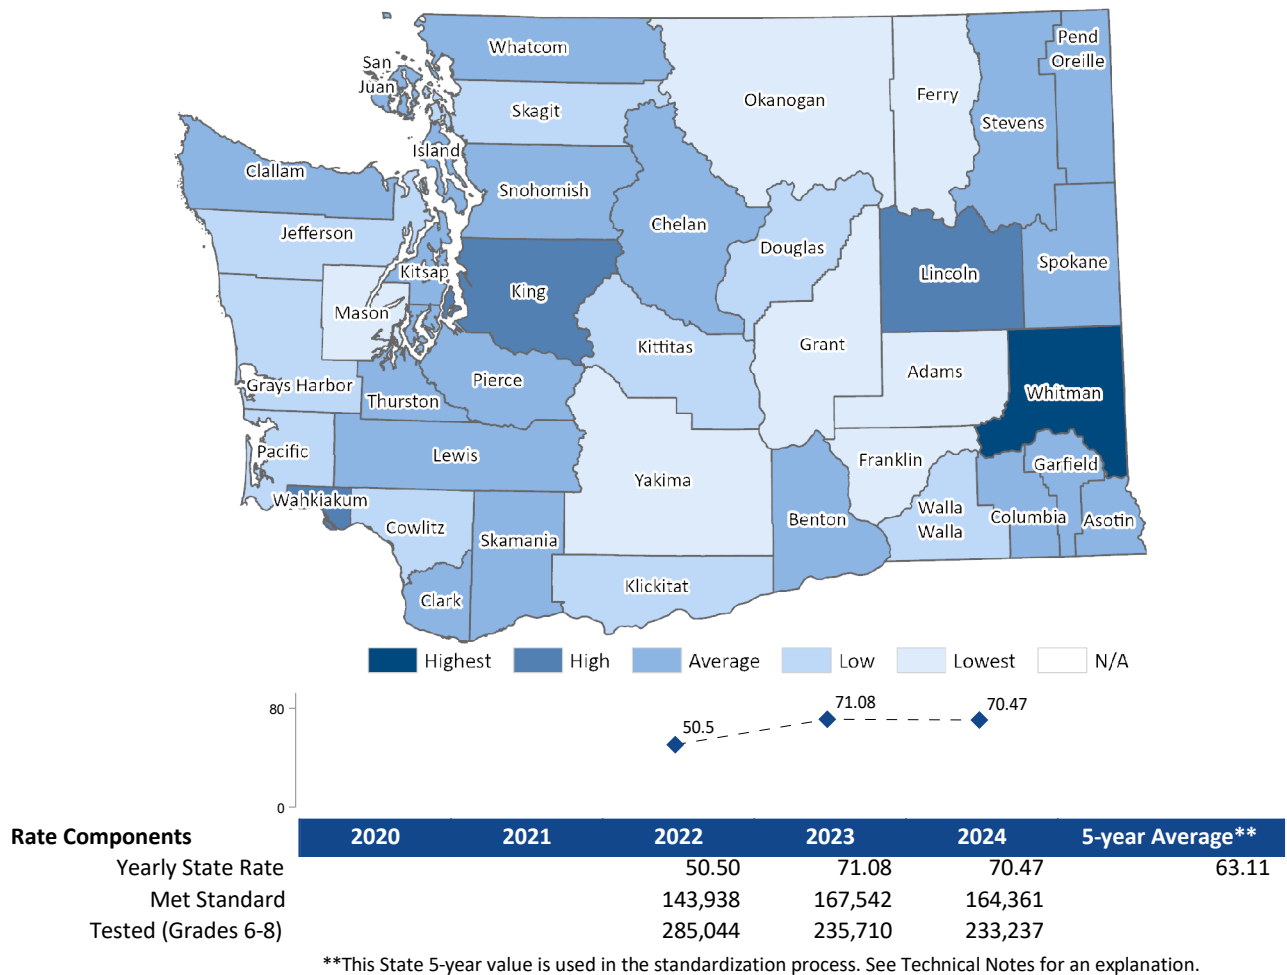 Whatcom
San
Juan
Skagit
Okanogan
Ferry
Pend
Oreille
Stevens
Island
Clallam
Snohomish
Chelan
Jefferson
Douglas
Kitsap
King
Lincoln
Spokane
Mason
Kittitas
Grant
Adams
Whitman
Grays Harbor
Thurston
Pierce
Pacific
Lewis
Yakima
Franklin
Garfield
Wahkiakum
Cowlitz
Skamania
Benton
Walla
Walla
Columbia
Asotin
Clark
Klickitat
Highest High Average Low Lowest N/A
80
50.5
71.08
70.47
0
Rate Components 2020 2021 2022 2023 2024 5-year Average**
Yearly State Rate 50.50 71.08 70.47 63.11
Met Standard 143,938 167,542 164,361
Tested (Grades 6-8) 285,044 235,710 233,237
**This State 5-year value is used in the standardization process. See Technical Notes for an explanation.